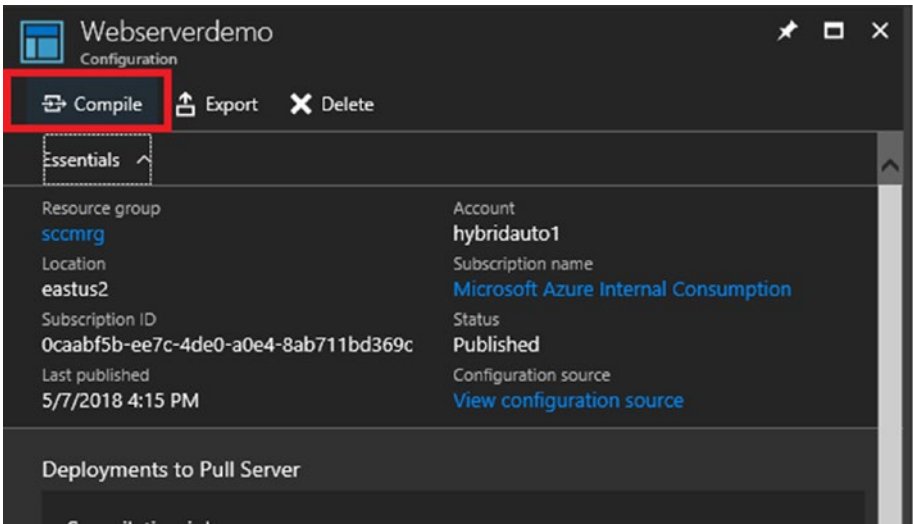 Webserverdemo
Configuration
Compile Export Delete
Essentials
Resource group
sccmrg
Location
eastus2
Subscription ID
0caabf5b-ee7c-4de0-a0e4-8ab711bd369c
Last published
5/7/2018 4:15 PM
Account
hybridauto1
Subscription name
Microsoft Azure Internal Consumption
Status
Published
Configuration source
View configuration source
Deployments to Pull Server